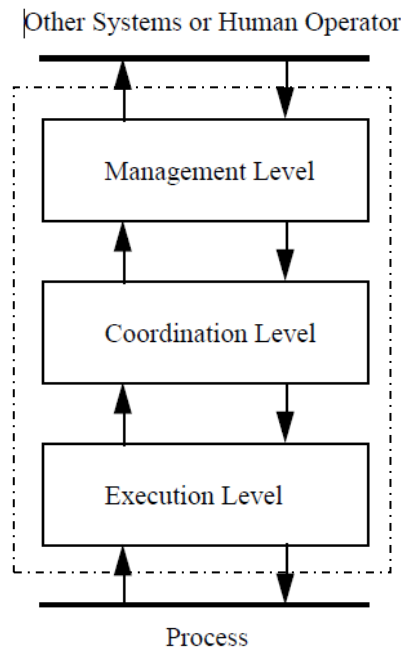 Other Systems or Human Operator
Management Level
Coordination Level
Execution Level
Process